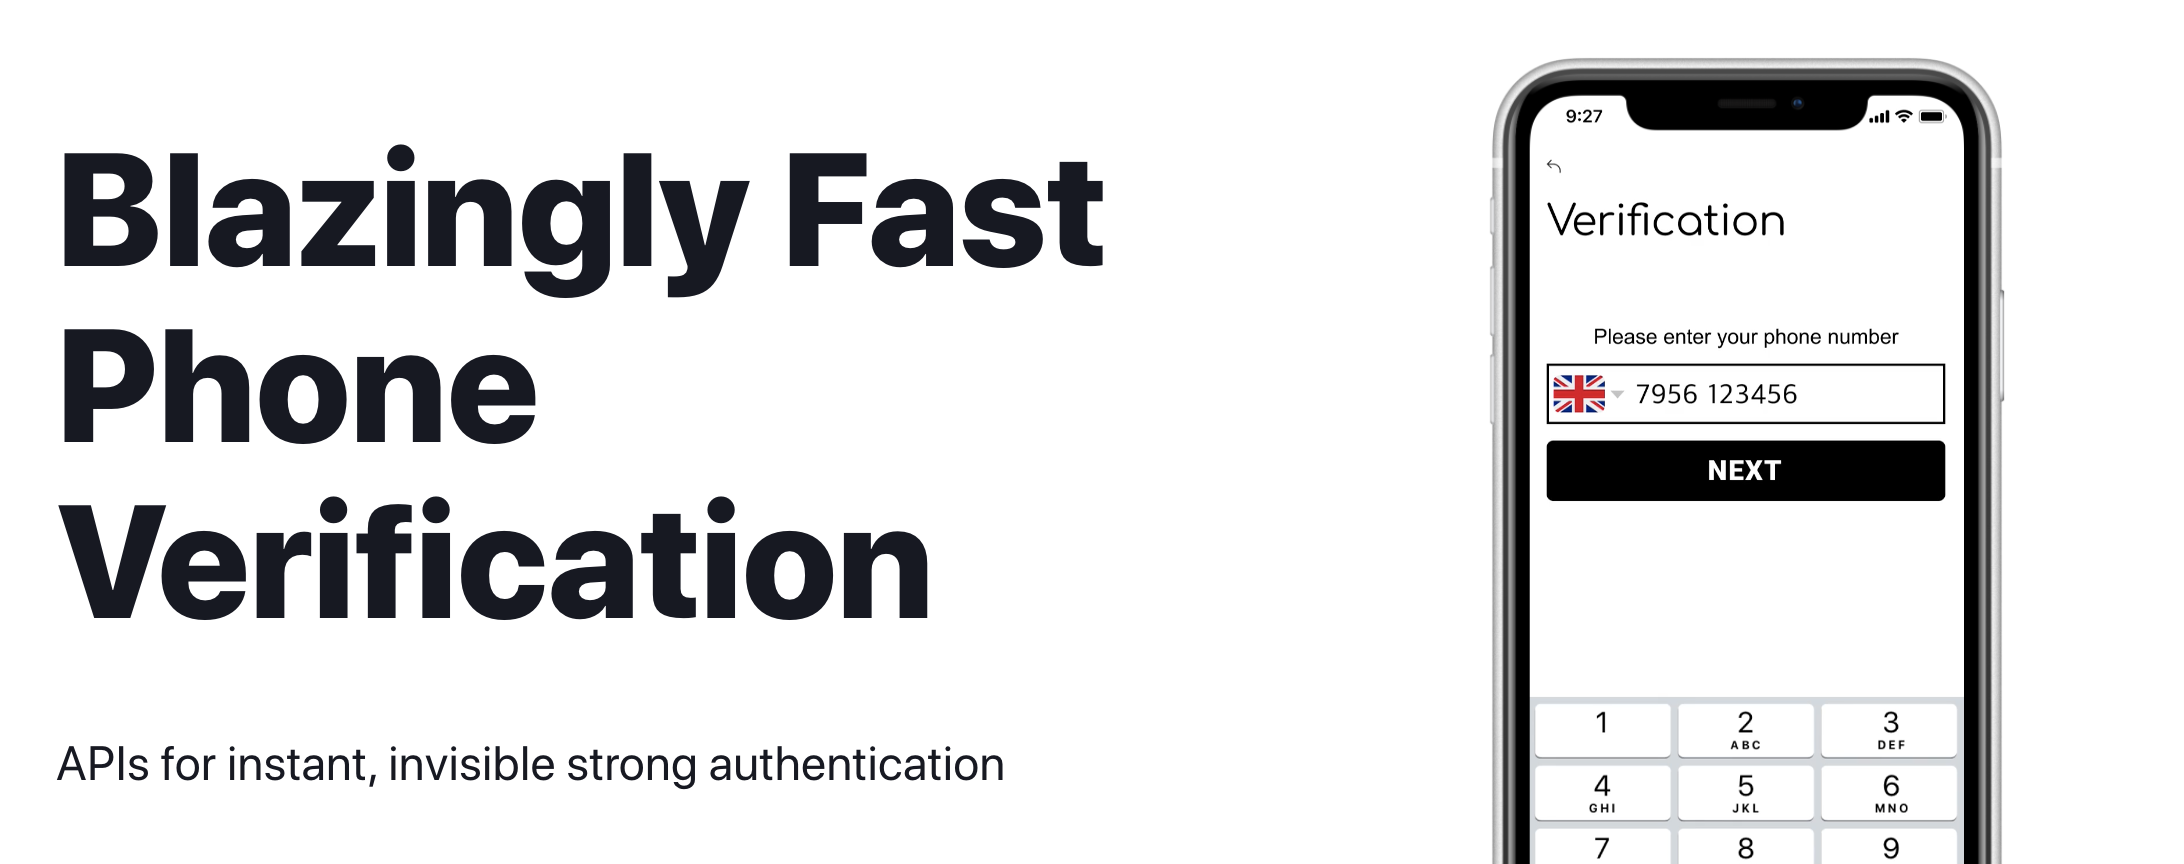 Blazingly Fast
Phone
Verification
APIs for instant, invisible strong authentication
9:27
Verification
Please enter your phone number
7956 123456
NEXT
1 2 3
ABC DEF
4 5 6
GHI JKL MNO
7 8 9